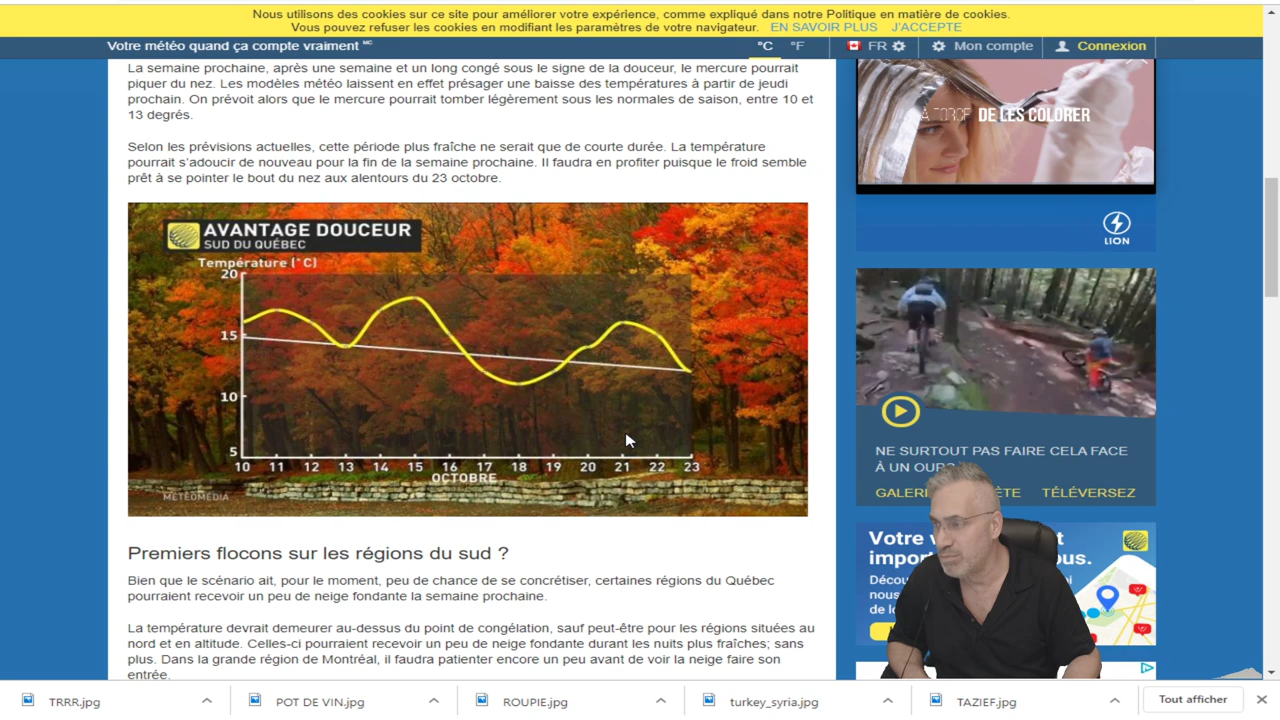 Nous utilisons des cookies sur ce site pour améliorer votre expérience, comme expliqué dans notre Politique en matière de cookies.
Vous pouvez refuser les cookies en modifiant les paramètres de votre navigateur. EN SAVOIR PLUS J'ACCEPTE
Votre météo quand ça compte vraiment MC
°C °F FR Mon compte Connexion
La semaine prochaine, après une semaine et un long congé sous le signe de la douceur, le mercure pourrait
piquer du nez. Les modèles météo laissent en effet présager une baisse des températures à partir de jeudi
prochain. On prévoit alors que le mercure pourrait tomber légèrement sous les normales de saison, entre 10 et
13 degrés.
Selon les prévisions actuelles, cette période plus fraîche ne serait que de courte durée. La température
pourrait s'adoucir de nouveau pour la fin de la semaine prochaine. Il faudra en profiter puisque le froid semble
prêt à se pointer le bout du nez aux alentours du 23 octobre.
AVANTAGE DOUCEUR
SUD DU QUÉBEC
Température (°C)
20
15
10
5
10 11 12 13 14 15 16 17 18 19 20 21 22 23
OCTOBRE
MÉTÉOMÉDIA
Premiers flocons sur les régions du sud ?
Bien que le scénario ait, pour le moment, peu de chance de se concrétiser, certaines régions du Québec
pourraient recevoir un peu de neige fondante la semaine prochaine.
La température devrait demeurer au-dessus du point de congélation, sauf peut-être pour les régions situées au
nord et en altitude. Celles-ci pourraient recevoir un peu de neige fondante durant les nuits plus fraîches; sans
plus. Dans la grande région de Montréal, il faudra patienter encore un peu avant de voir la neige faire son
entrée.
À FORCE DE LES COLORER
LION
NE SURTOUT PAS FAIRE CELA FACE
À UN OURS
TÉLÉVERSEZ
Votre
import
TRRR.jpg
POT DE VIN.jpg
ROUPIE.jpg
turkey_syria.jpg
TAZIEF.jpg
Tout afficher